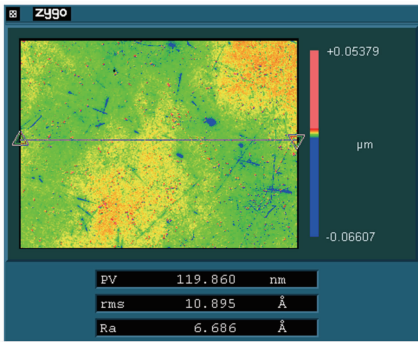 zygo
+0.05379
µm
-0.06607
PV 119.860 nm
rms 10.895 Å
Ra 6.686 Å